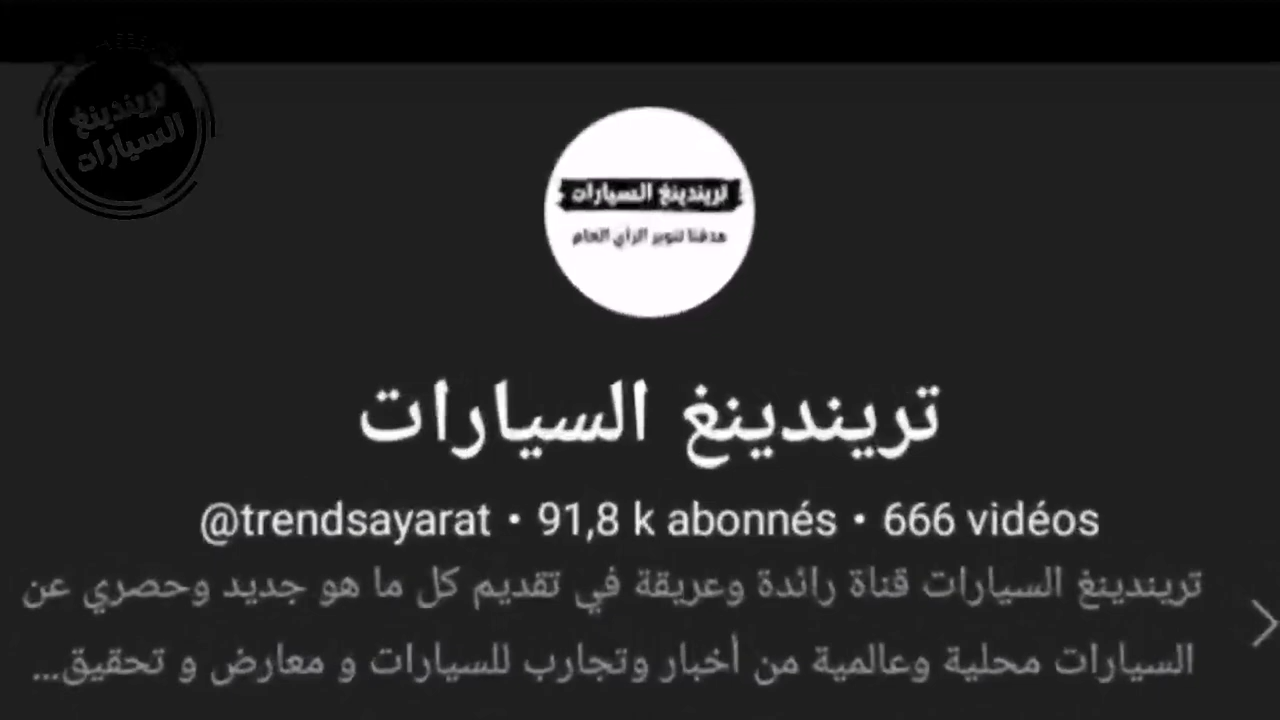 تريندينغ
السيارات
تريندينغ السيارات
هدفنا تنوير الرأي العام
تريندينغ السيارات
@trendsayarat • 91,8 k abonnés • 666 vidéos
تريندينغ السيارات قناة رائدة وعريقة في تقديم كل ما هو جديد وحصري عن
السيارات محلية وعالمية من أخبار وتجارب للسيارات و معارض و تحقيق...